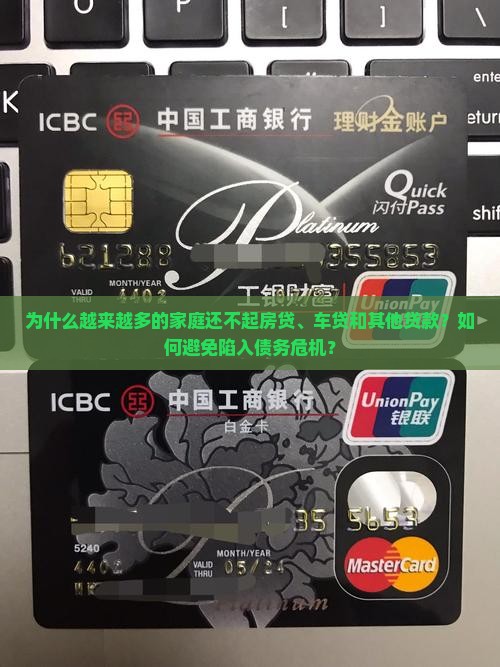 ICBC 中国工商银行 理财金账户
Quick
闪付Pass
Platinum
621288 355853
MONTH/YEAR
VALID THRU 4402
工银财富
UnionPay
为什么越来越多的家庭还不起房贷、车贷和其他贷款？如
何避免陷入债务危机？
ICBC 中国工商银行
白金卡
UnionPay
银联
35 5653
5240
MONTH/YEAR
4402 VALID THRU 05/24
MasterCard
Platinum